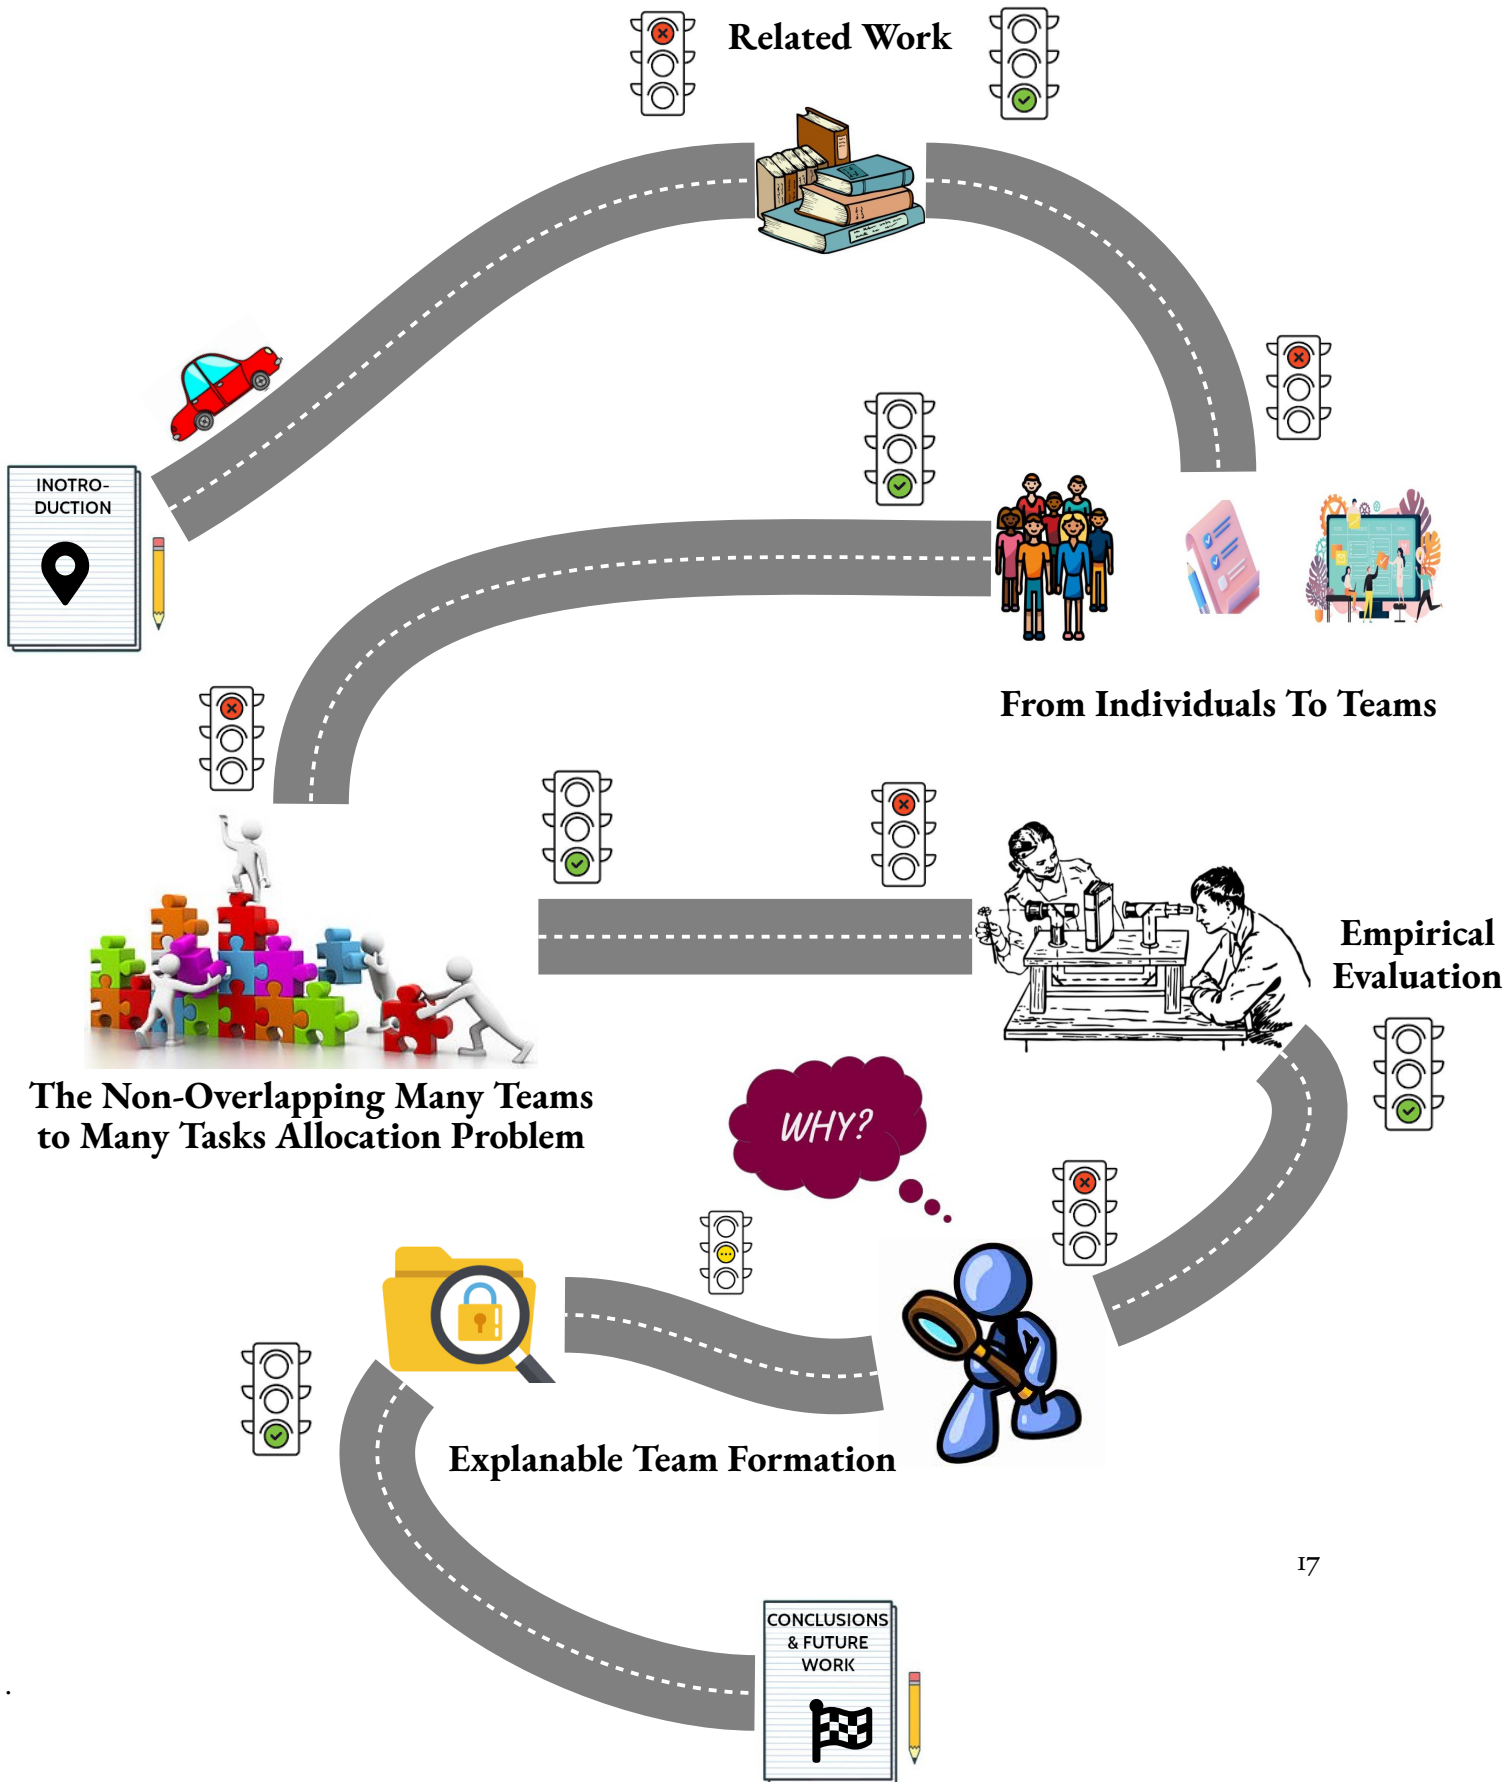 Related Work
INOTRO-
DUCTION
From Individuals To Teams
Empirical
Evaluation
The Non-Overlapping Many Teams
to Many Tasks Allocation Problem
WHY?
Explanable Team Formation
17
CONCLUSIONS
& FUTURE
WORK
.